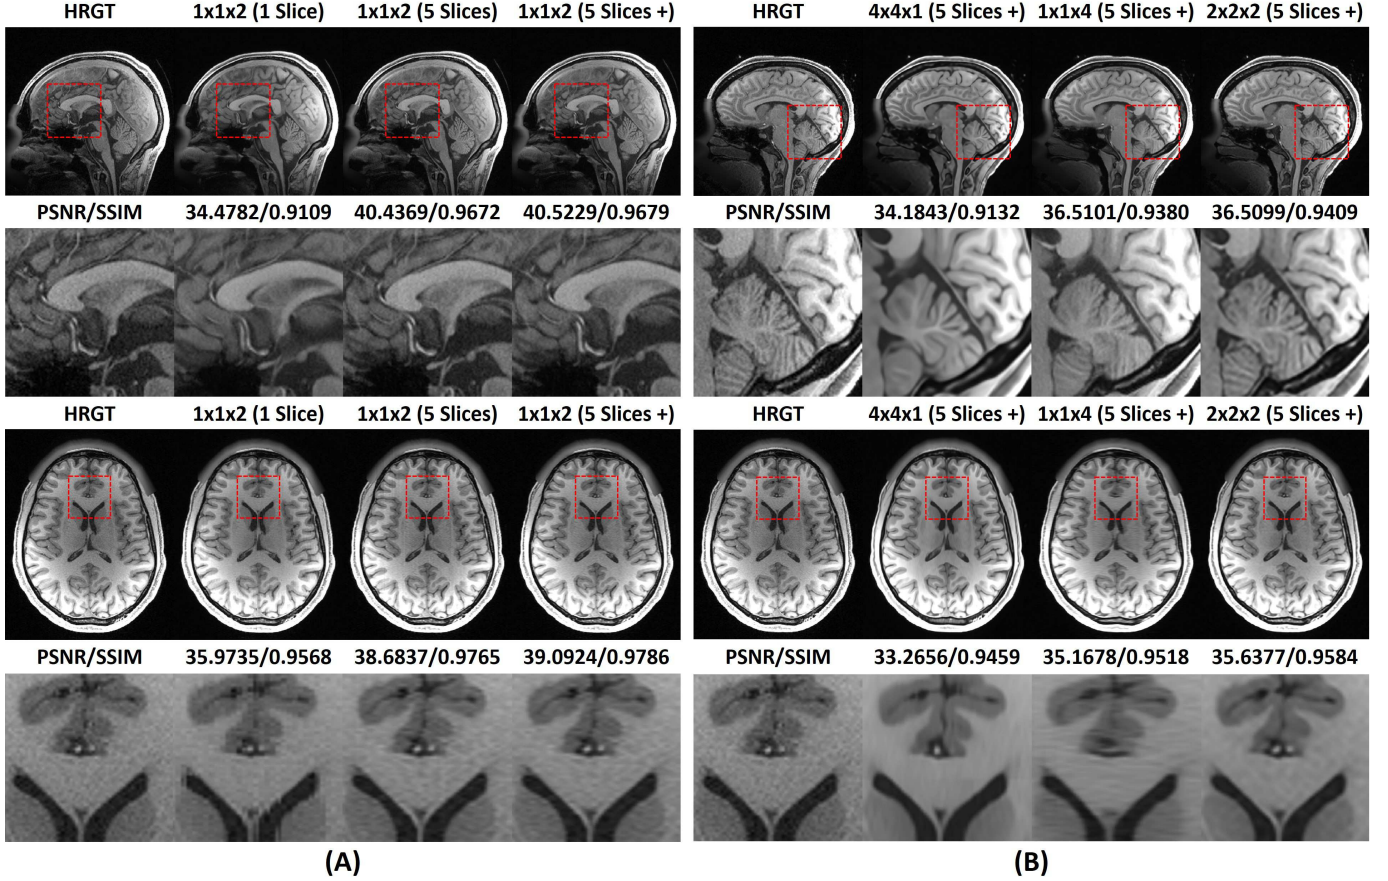 HRGT 1x1x2 (1 Slice) 1x1x2 (5 Slices) 1x1x2 (5 Slices +) HRGT 4x4x1 (5 Slices +) 1x1x4 (5 Slices +) 2x2x2 (5 Slices +)
PSNR/SSIM 34.4782/0.9109 40.4369/0.9672 40.5229/0.9679 PSNR/SSIM 34.1843/0.9132 36.5101/0.9380 36.5099/0.9409
HRGT 1x1x2 (1 Slice) 1x1x2 (5 Slices) 1x1x2 (5 Slices +) HRGT 4x4x1 (5 Slices +) 1x1x4 (5 Slices +) 2x2x2 (5 Slices +)
PSNR/SSIM 35.9735/0.9568 38.6837/0.9765 39.0924/0.9786 PSNR/SSIM 33.2656/0.9459 35.1678/0.9518 35.6377/0.9584
(A) (B)